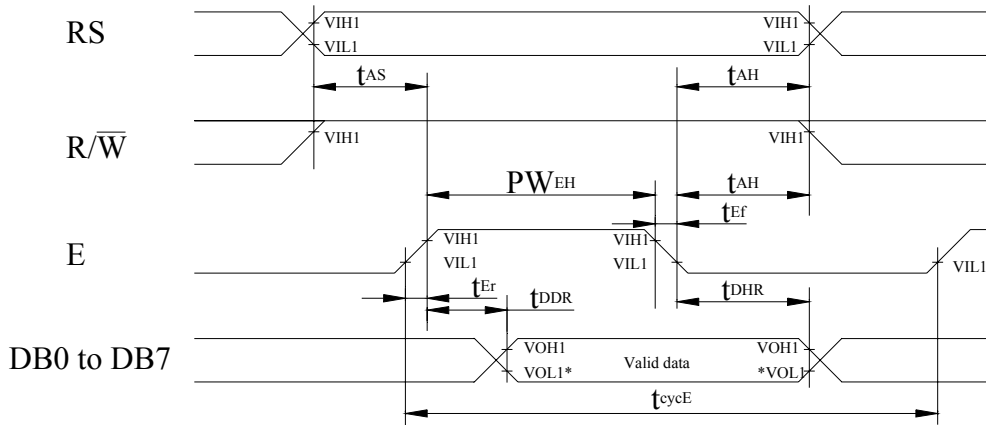 RS
VIH1 VIH1
VIL1 VIL1
tAS tAH
R/W̅ VIH1 VIH1
PWEH tAH
tEf
E VIH1 VIH1
VIL1 VIL1 VIL1
tEr tDHR
tDDR
DB0 to DB7 VOH1 Valid data VOH1
VOL1* *VOL1
tcycE